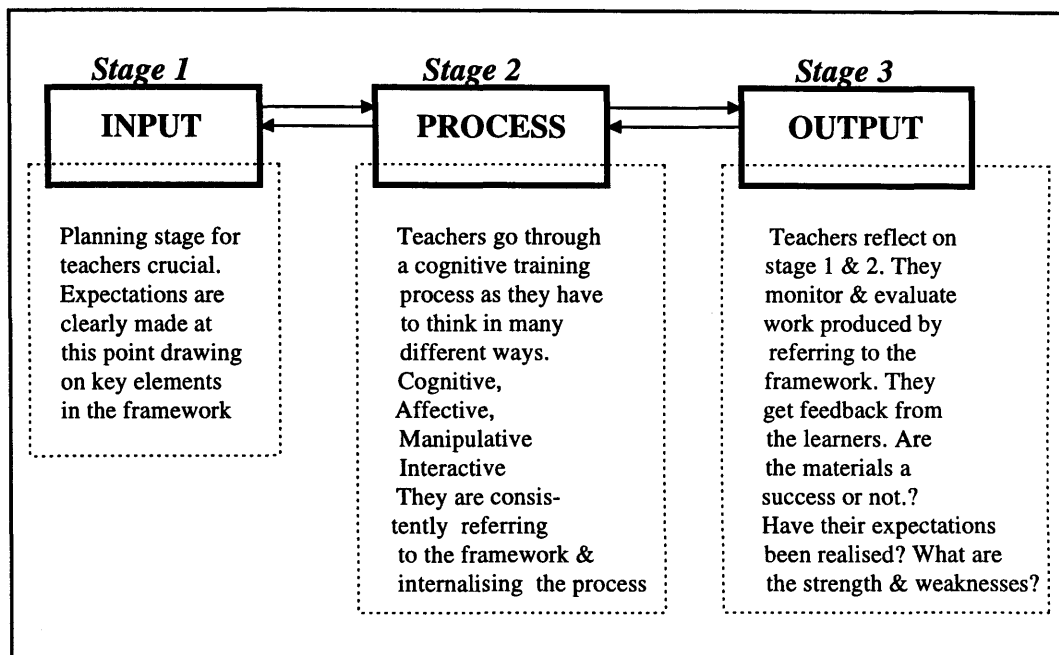 Stage 1
INPUT
Planning stage for
teachers crucial.
Expectations are
clearly made at
this point drawing
on key elements
in the framework
Stage 2
PROCESS
Teachers go through
a cognitive training
process as they have
to think in many
different ways.
Cognitive,
Affective,
Manipulative
Interactive
They are consis-
tently referring
to the framework &
internalising the process
Stage 3
OUTPUT
Teachers reflect on
stage 1 & 2. They
monitor & evaluate
work produced by
referring to the
framework. They
get feedback from
the learners. Are
the materials a
success or not.?
Have their expectations
been realised? What are
the strength & weaknesses?